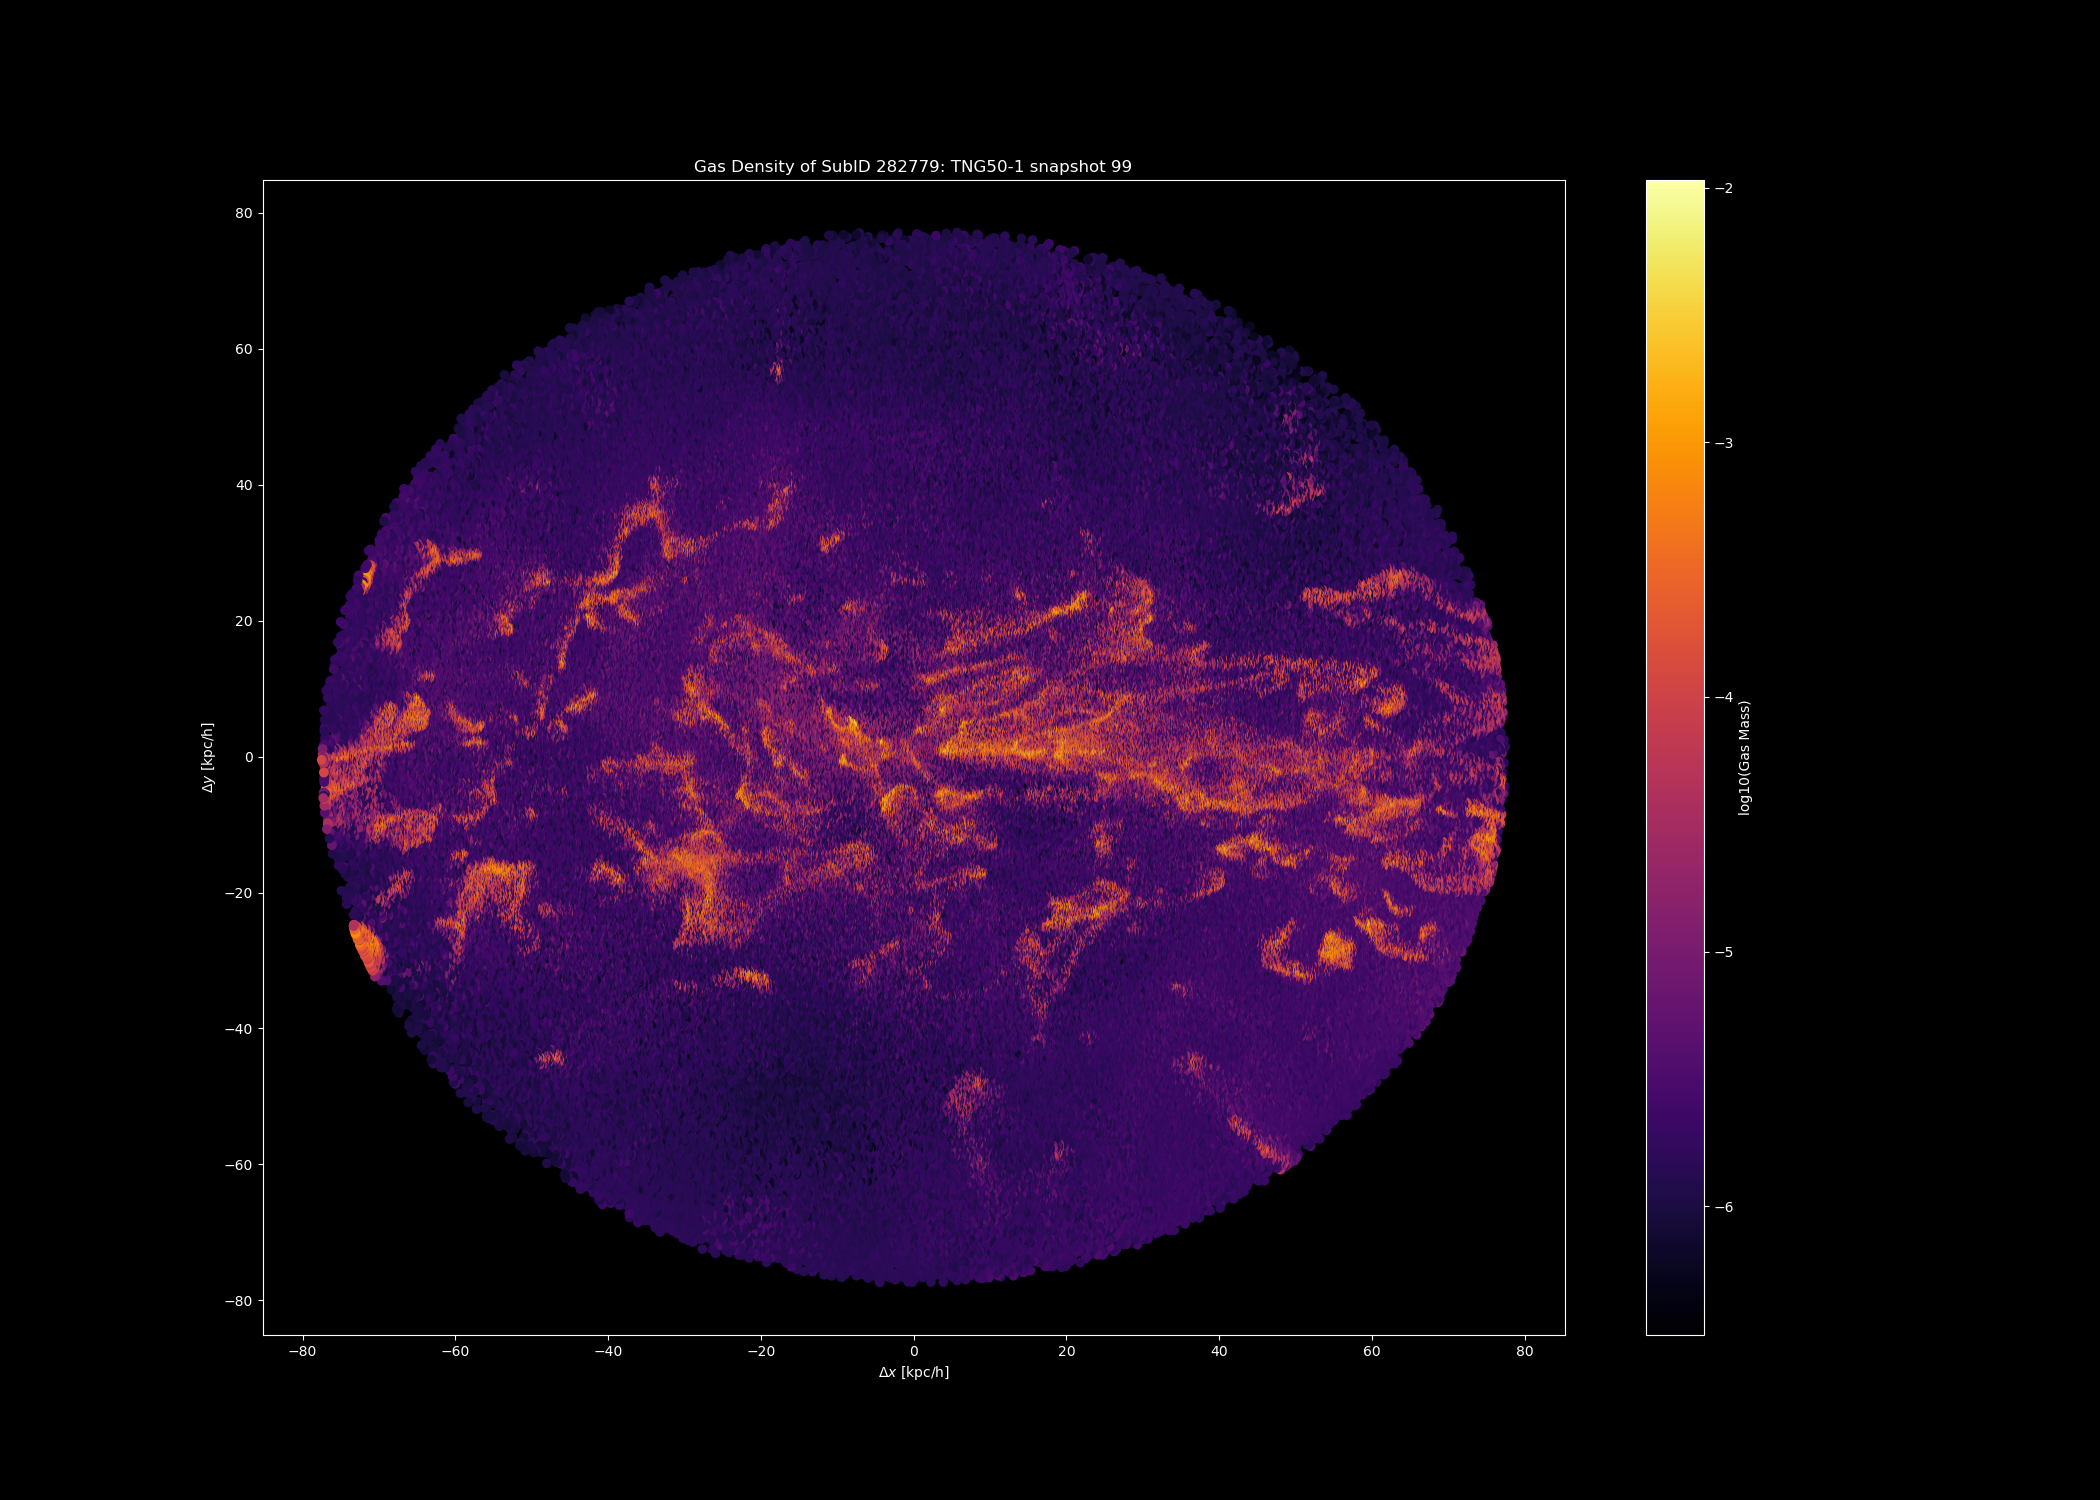 Gas Density of SubID 282779: TNG50-1 snapshot 99
80
60
40
20
0
−20
−40
−60
−80
Δy [kpc/h]
−80 −60 −40 −20 0 20 40 60 80
Δx [kpc/h]
−2
−3
−4
−5
−6
log10(Gas Mass)